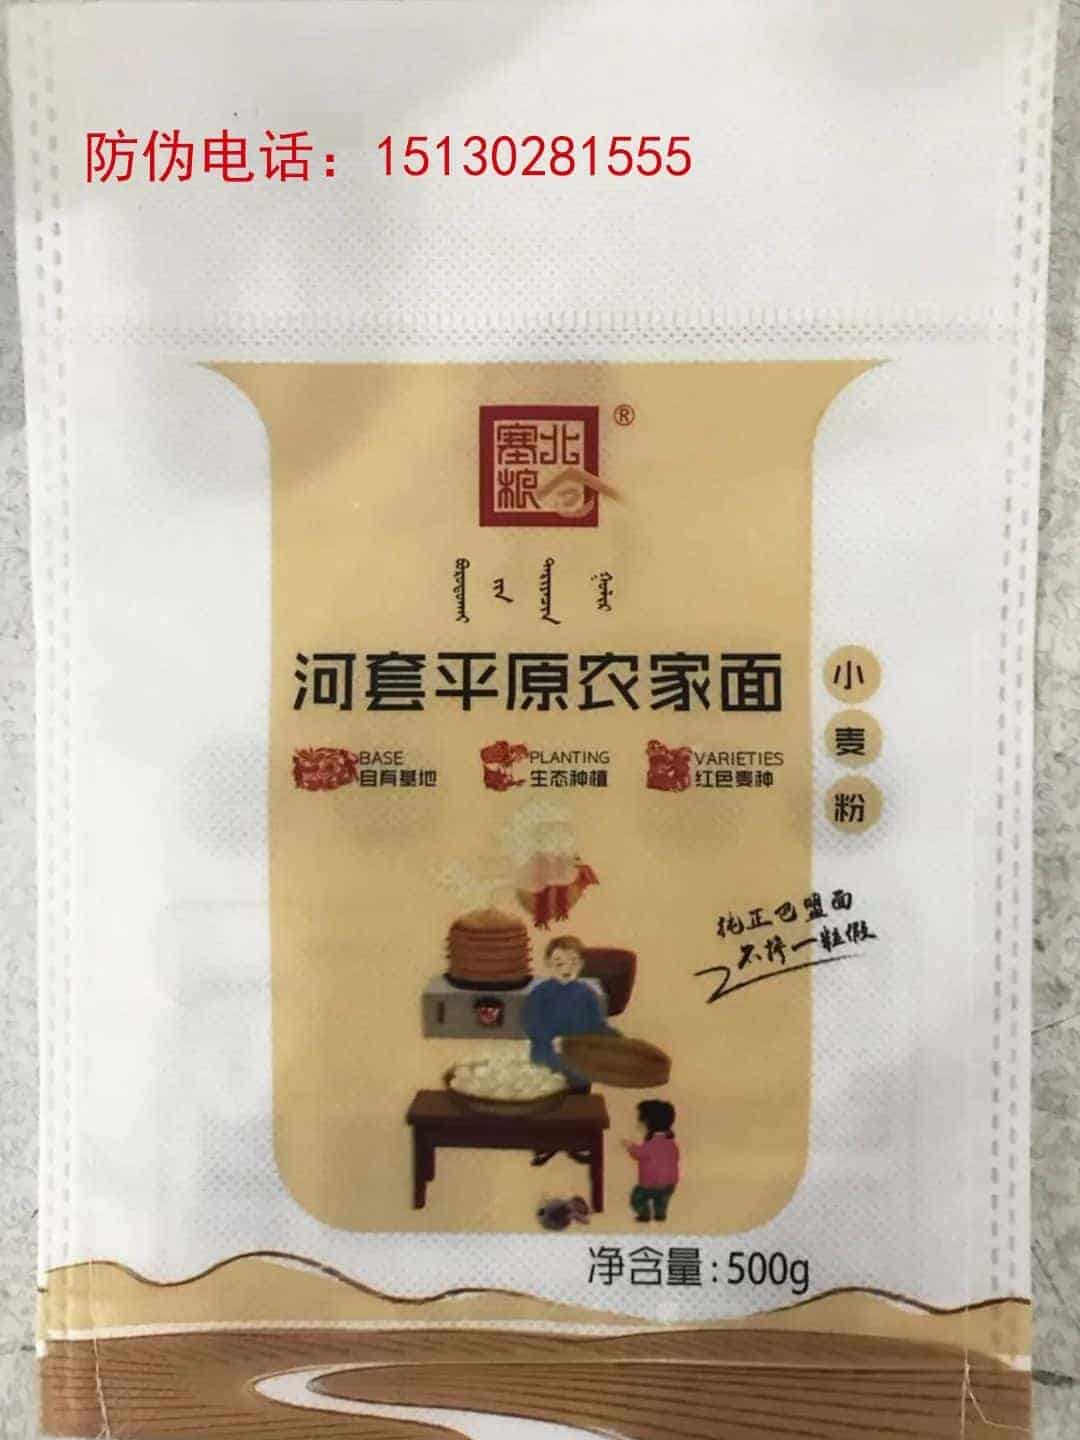 防伪电话：15130281555
塞北粮仓®
河套平原农家面
小麦粉
BASE
自有基地
PLANTING
生态种植
VARIETIES
红色麦种
纯正巴盟面
不掺一粒假
净含量：500g